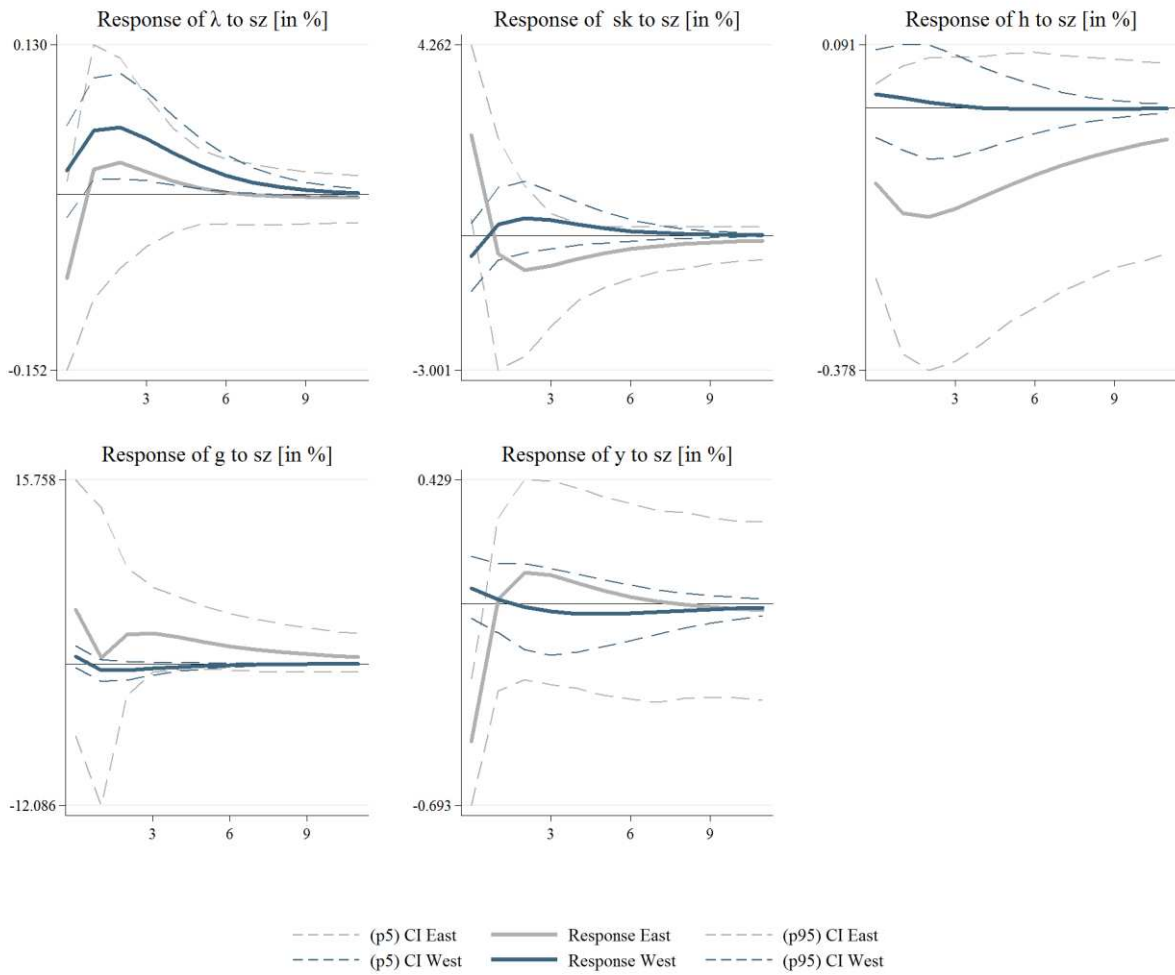 Response of λ to sz [in %]
0.130
-0.152
3 6 9
Response of sk to sz [in %]
4.262
-3.001
3 6 9
Response of h to sz [in %]
0.091
-0.378
3 6 9
Response of g to sz [in %]
15.758
-12.086
3 6 9
Response of y to sz [in %]
0.429
-0.693
3 6 9
(p5) CI East Response East (p95) CI East
(p5) CI West Response West (p95) CI West